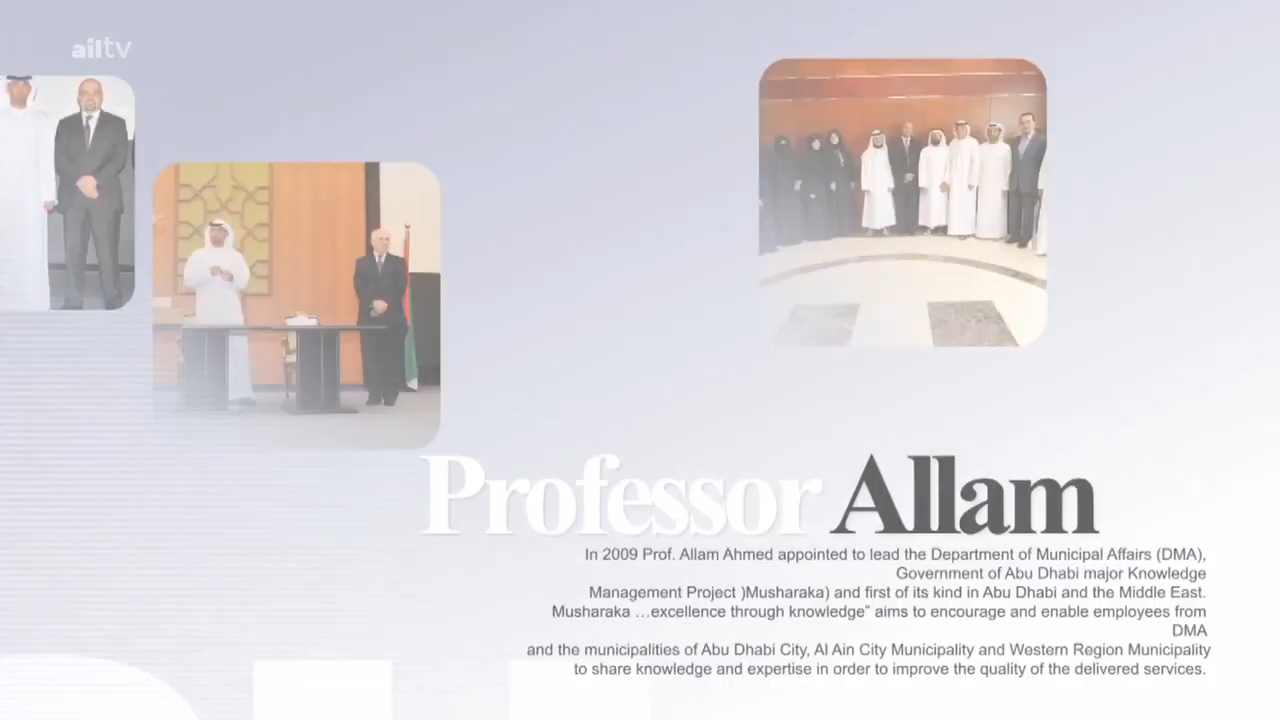 ailtv
Professor Allam
In 2009 Prof. Allam Ahmed appointed to lead the Department of Municipal Affairs (DMA),
Government of Abu Dhabi major Knowledge
Management Project )Musharaka) and first of its kind in Abu Dhabi and the Middle East.
Musharaka …excellence through knowledge” aims to encourage and enable employees from
DMA
and the municipalities of Abu Dhabi City, Al Ain City Municipality and Western Region Municipality
to share knowledge and expertise in order to improve the quality of the delivered services.